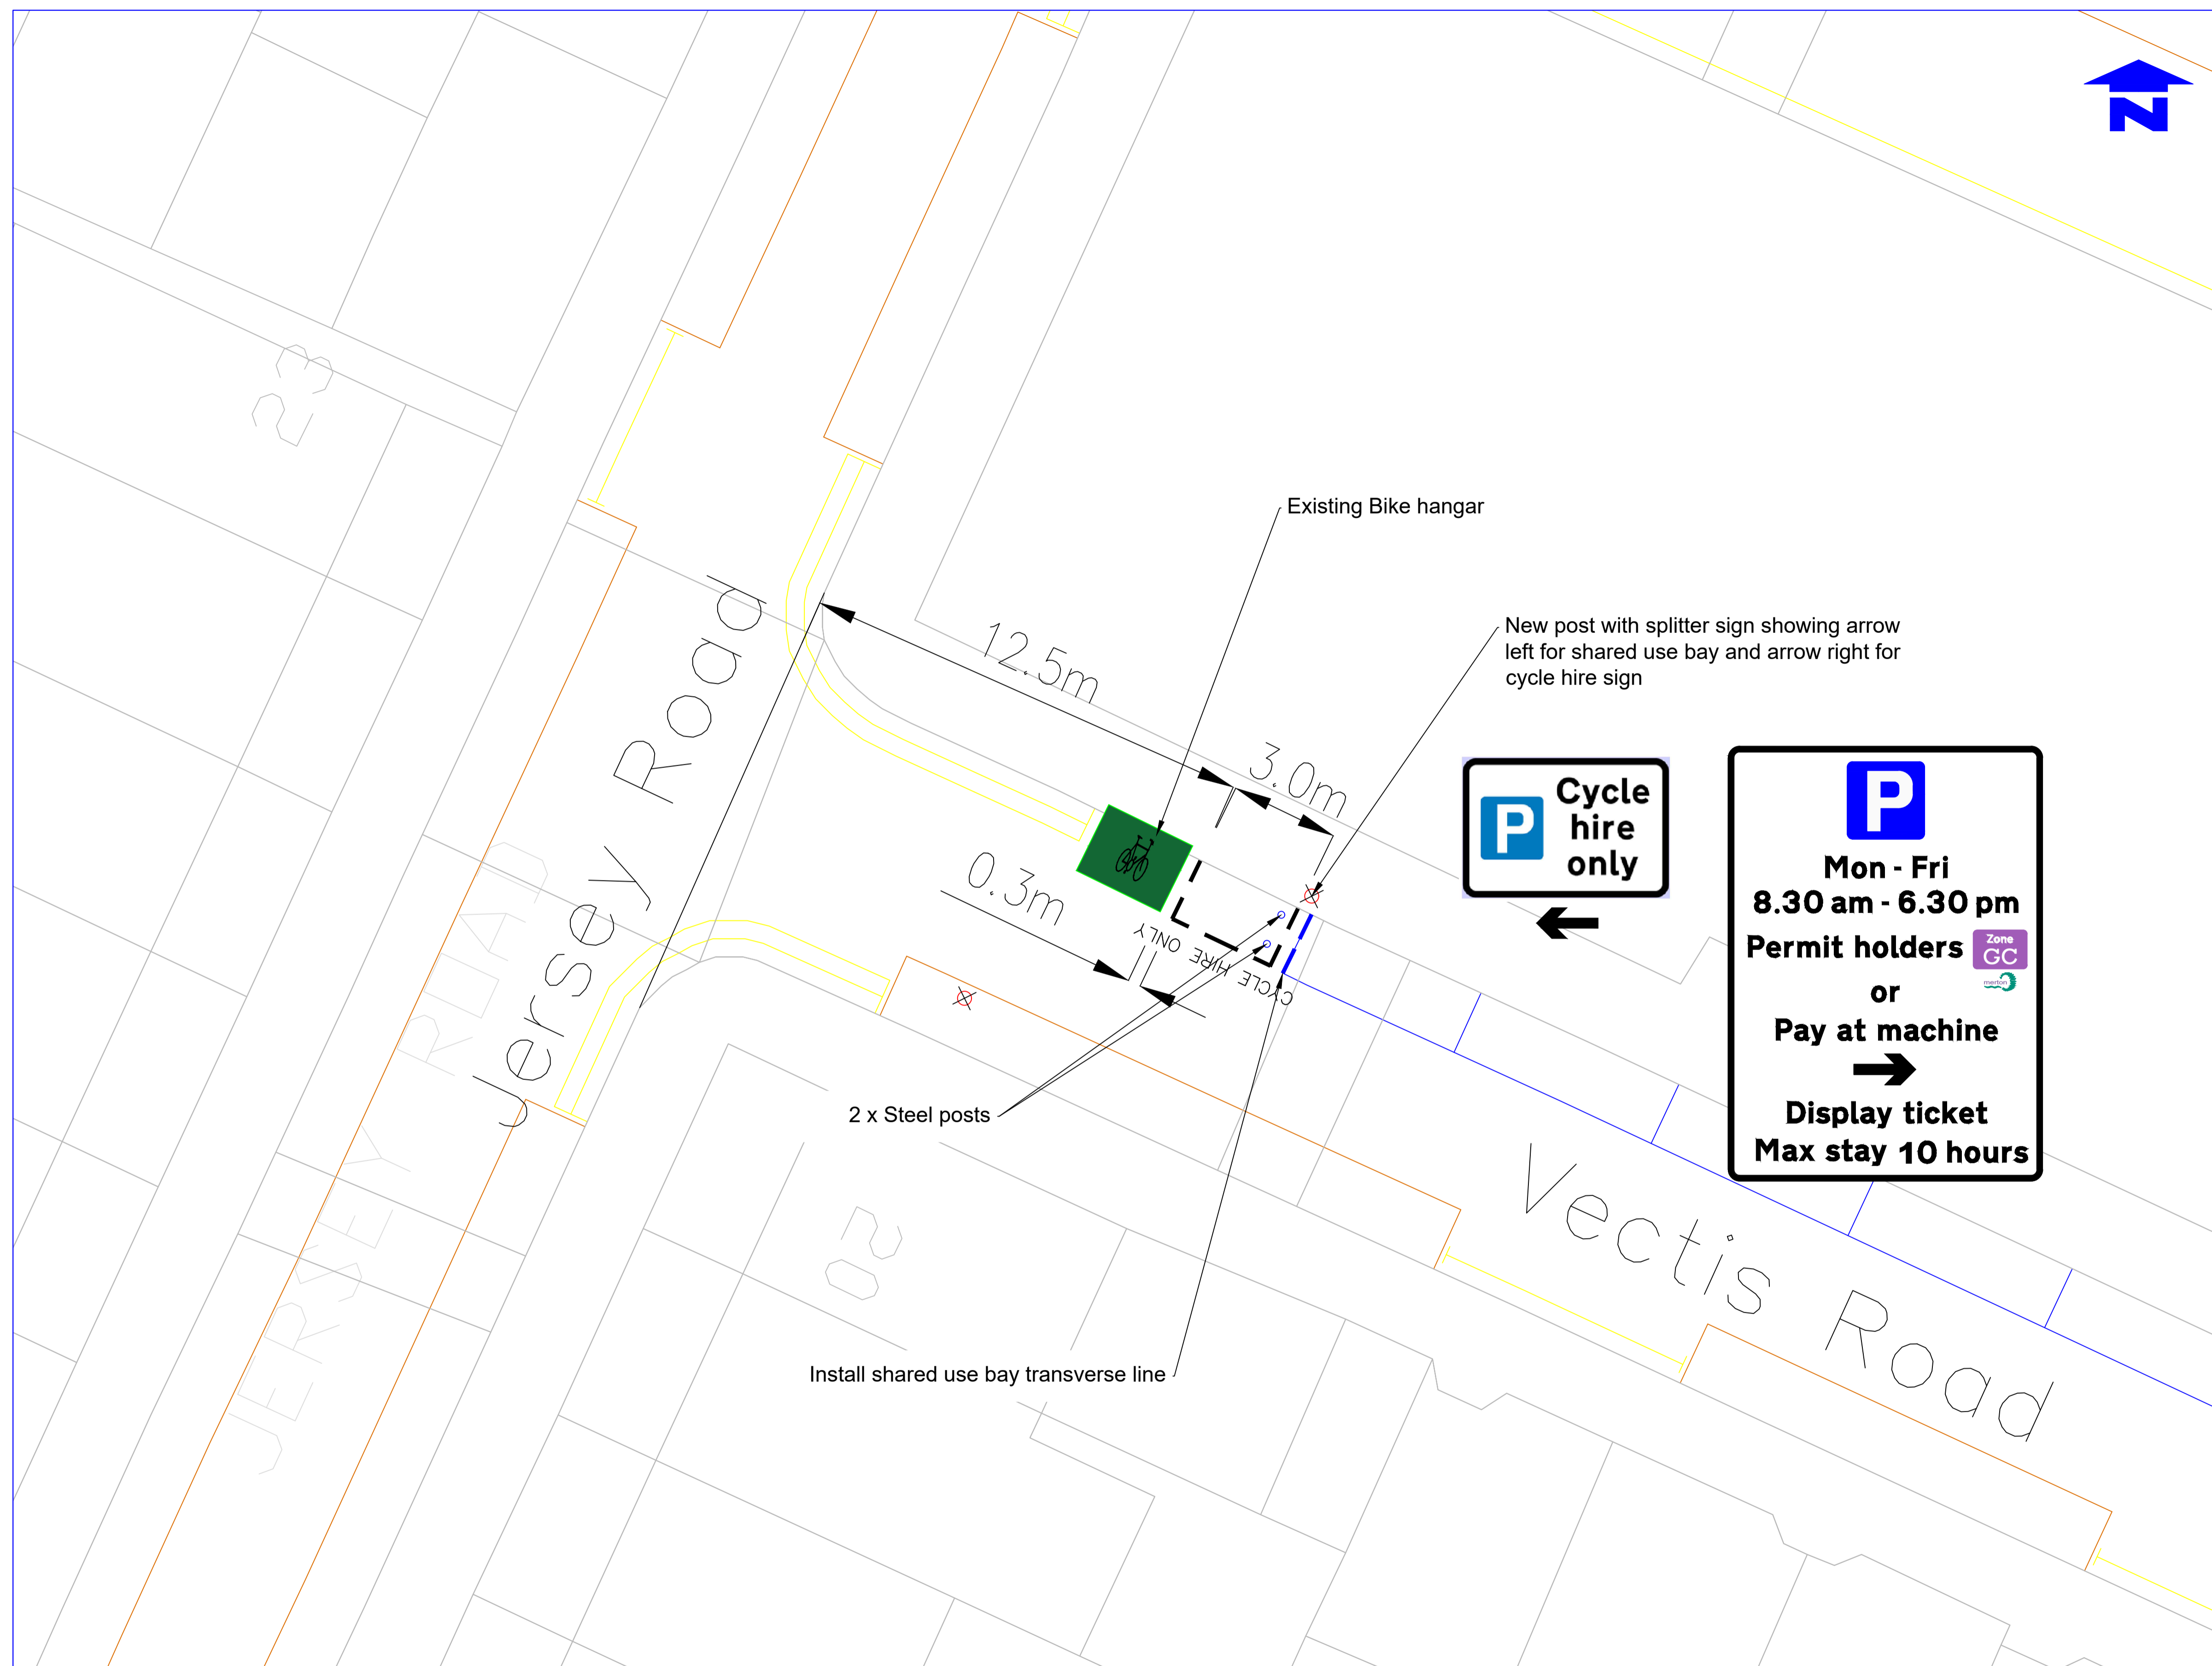 N
23
Existing Bike hangar
New post with splitter sign showing arrow
left for shared use bay and arrow right for
cycle hire sign
12.5m
3.0m
0.3m
Jersey Road
JERSEY ROAD
CYCLE HIRE ONLY
P
Cycle
hire
only
P
Mon - Fri
8.30 am - 6.30 pm
Permit holders
Zone
GC
merton
or
Pay at machine
Display ticket
Max stay 10 hours
2 x Steel posts
Vectis Road
20
Install shared use bay transverse line